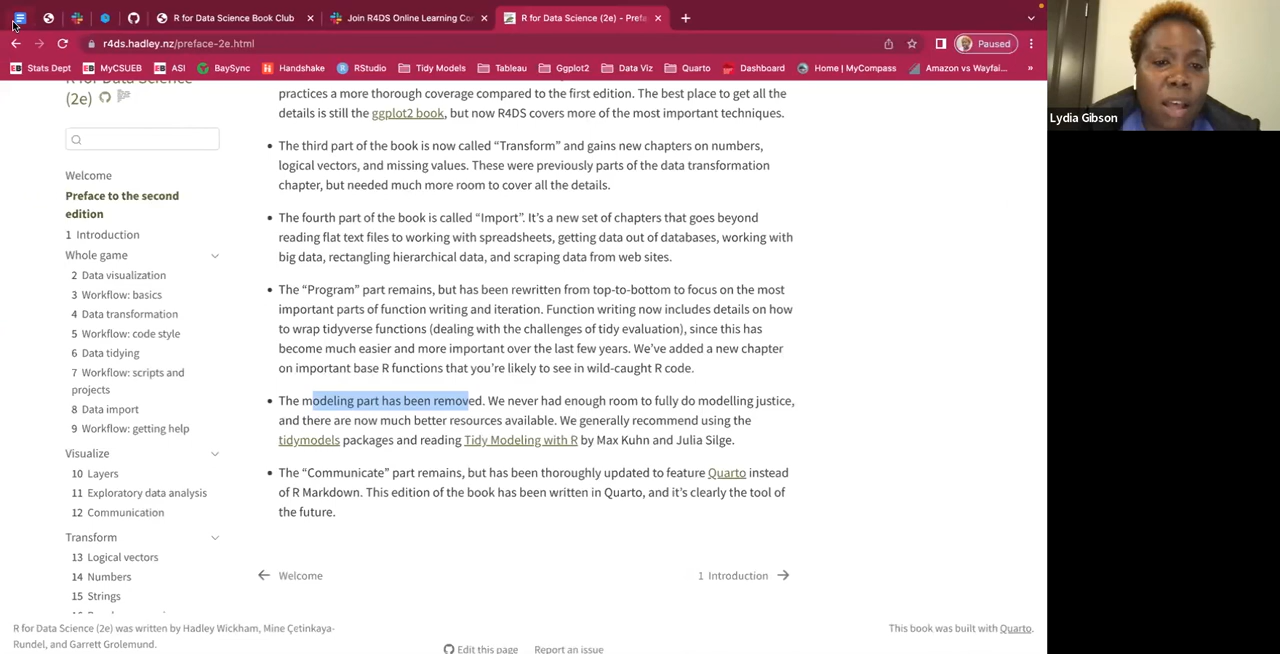 R for Data Science Book Club
Join R4DS Online Learning Co
R for Data Science (2e) - Prefa
r4ds.hadley.nz/preface-2e.html
Paused
Stats Dept
MyCSUEB
ASI
BaySync
Handshake
RStudio
Tidy Models
Tableau
Ggplot2
Data Viz
Quarto
Dashboard
Home | MyCompass
Amazon vs Wayfai...
»
Lydia Gibson
R for Data Science
(2e)
Welcome
Preface to the second
edition
1 Introduction
Whole game
2 Data visualization
3 Workflow: basics
4 Data transformation
5 Workflow: code style
6 Data tidying
7 Workflow: scripts and
projects
8 Data import
9 Workflow: getting help
Visualize
10 Layers
11 Exploratory data analysis
12 Communication
Transform
13 Logical vectors
14 Numbers
15 Strings
practices a more thorough coverage compared to the first edition. The best place to get all the
details is still the ggplot2 book, but now R4DS covers more of the most important techniques.
• The third part of the book is now called “Transform” and gains new chapters on numbers,
logical vectors, and missing values. These were previously parts of the data transformation
chapter, but needed much more room to cover all the details.
• The fourth part of the book is called “Import”. It’s a new set of chapters that goes beyond
reading flat text files to working with spreadsheets, getting data out of databases, working with
big data, rectangling hierarchical data, and scraping data from web sites.
• The “Program” part remains, but has been rewritten from top-to-bottom to focus on the most
important parts of function writing and iteration. Function writing now includes details on how
to wrap tidyverse functions (dealing with the challenges of tidy evaluation), since this has
become much easier and more important over the last few years. We’ve added a new chapter
on important base R functions that you’re likely to see in wild-caught R code.
• The modeling part has been removed. We never had enough room to fully do modelling justice,
and there are now much better resources available. We generally recommend using the
tidymodels packages and reading Tidy Modeling with R by Max Kuhn and Julia Silge.
• The “Communicate” part remains, but has been thoroughly updated to feature Quarto instead
of R Markdown. This edition of the book has been written in Quarto, and it’s clearly the tool of
the future.
← Welcome
1 Introduction →
R for Data Science (2e) was written by Hadley Wickham, Mine Çetinkaya-
Rundel, and Garrett Grolemund.
Edit this page
Report an issue
This book was built with Quarto.